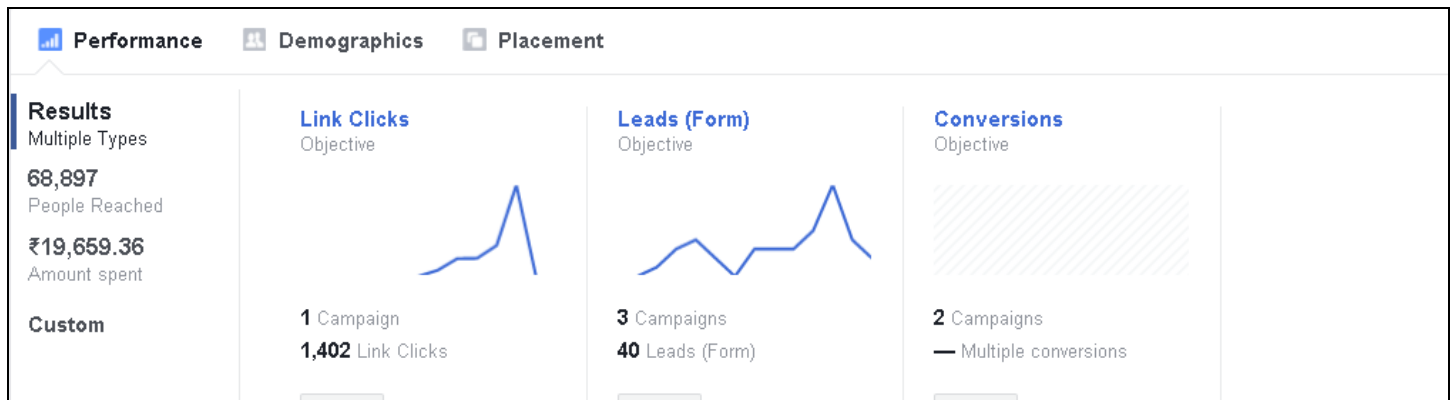 Performance Demographics Placement
Results
Multiple Types
68,897
People Reached
₹19,659.36
Amount spent
Custom
Link Clicks
Objective
1 Campaign
1,402 Link Clicks
Leads (Form)
Objective
3 Campaigns
40 Leads (Form)
Conversions
Objective
2 Campaigns
— Multiple conversions